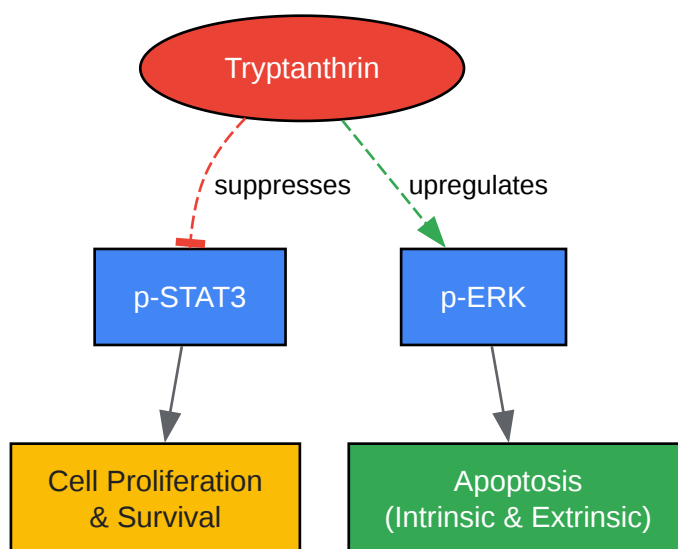 Tryptanthrin
suppresses
upregulates
p-STAT3
p-ERK
Cell Proliferation
& Survival
Apoptosis
(Intrinsic & Extrinsic)